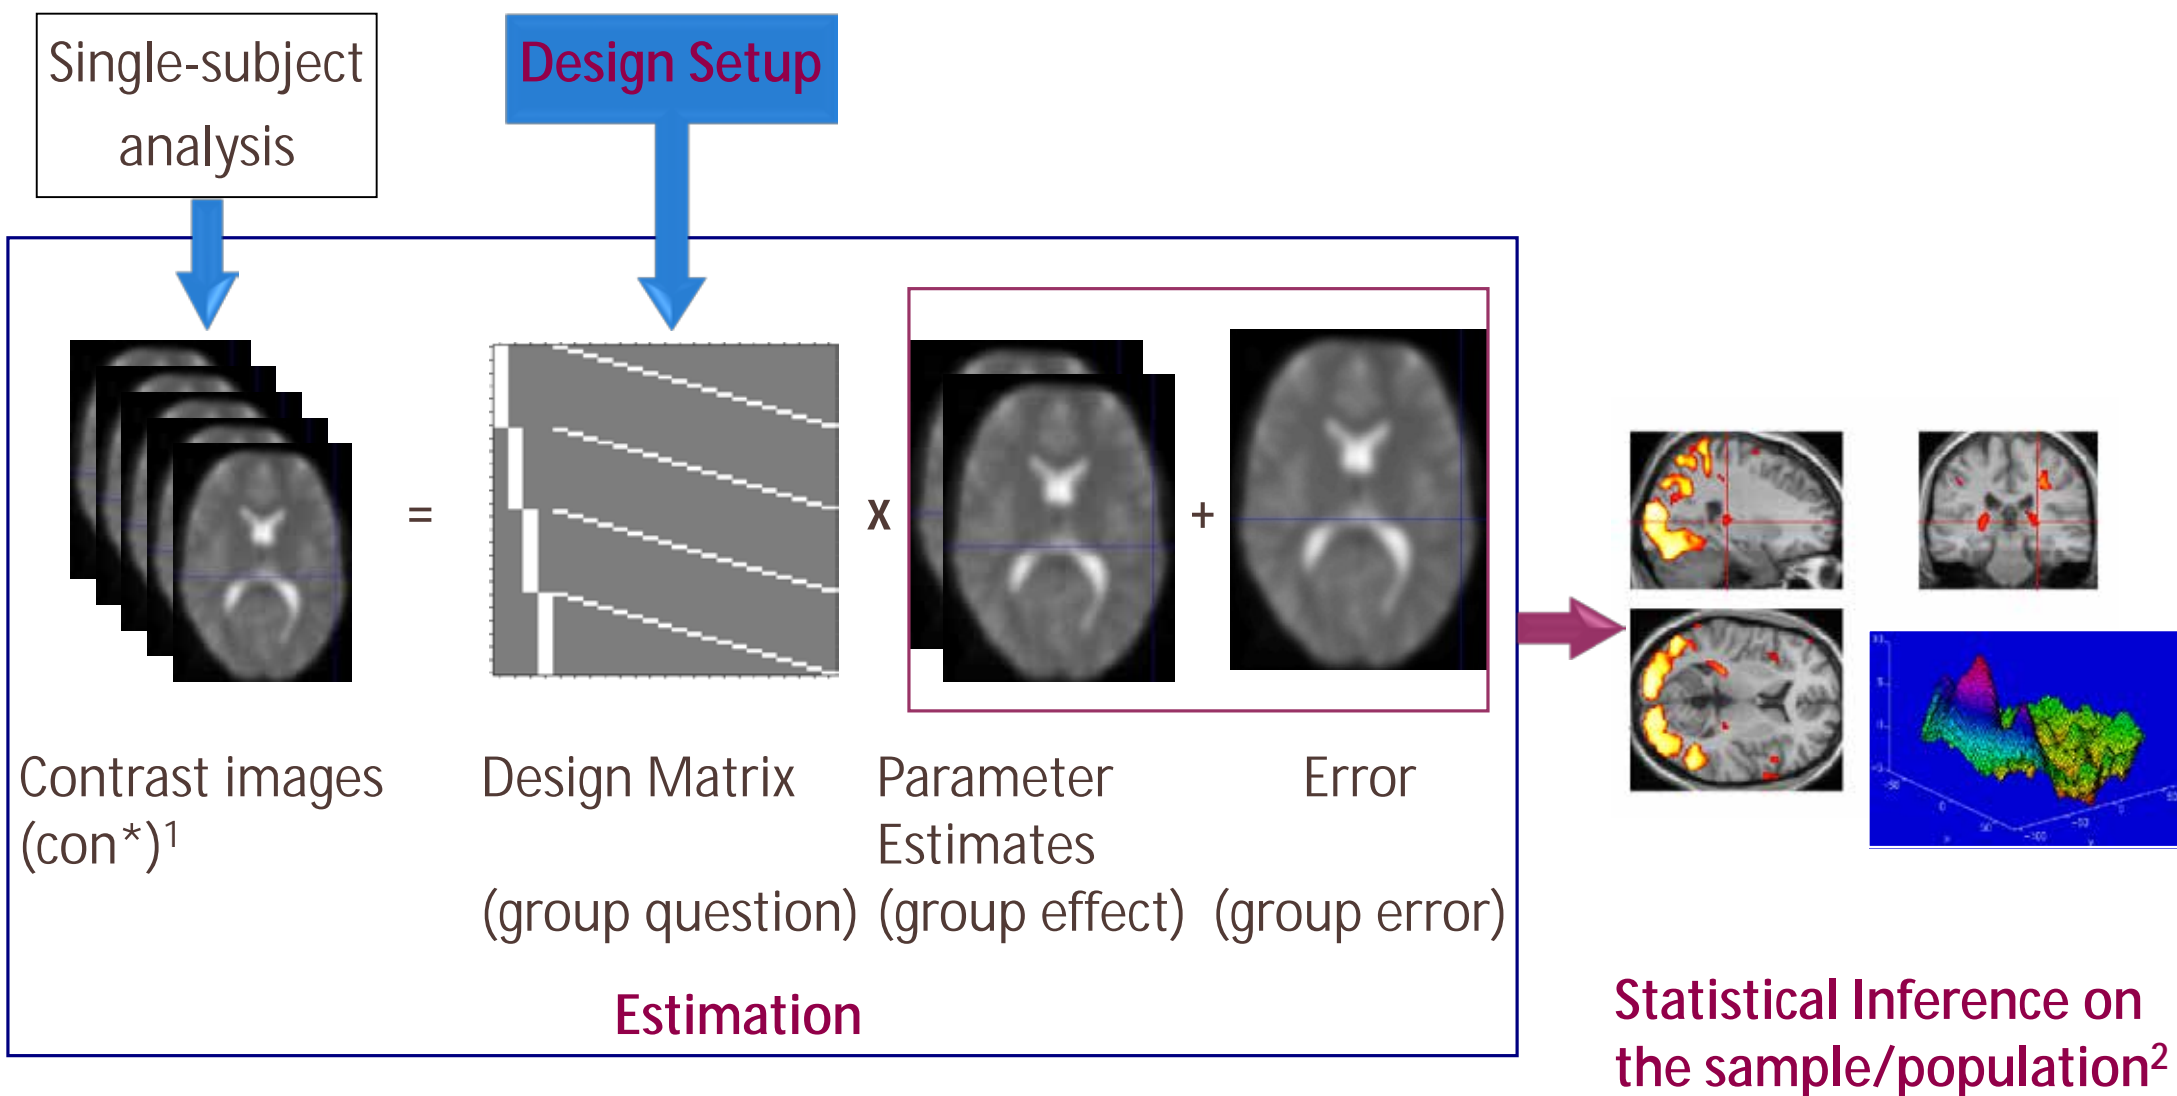 Single-subject
analysis
Design Setup
=
x
+
Contrast images
(con*)¹
Design Matrix
(group question)
Parameter
Estimates
(group effect)
Error
(group error)
Estimation
Statistical Inference on
the sample/population²